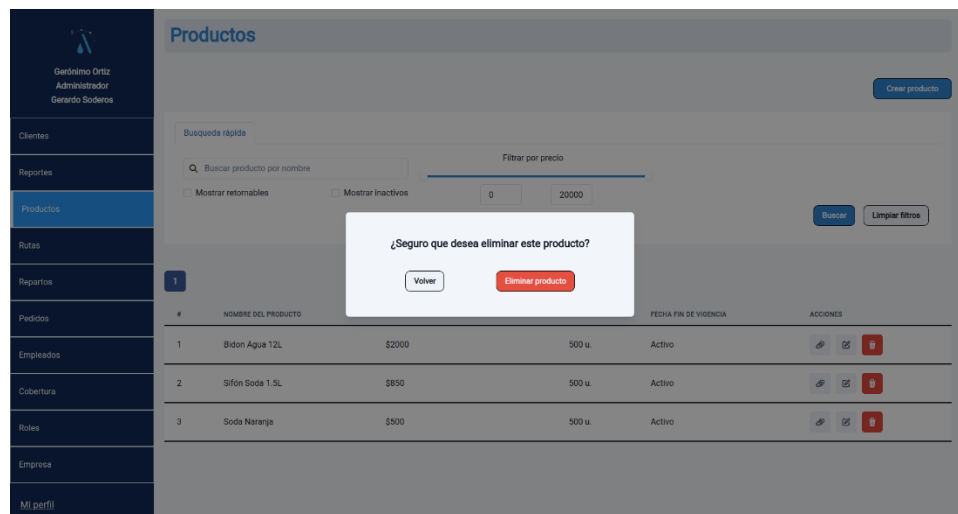 Gerónimo Ortiz
Administrador
Gerardo Soderos
Clientes
Reportes
Productos
Rutas
Repartos
Pedidos
Empleados
Cobertura
Roles
Empresa
Mi perfil
Productos
Crear producto
Busqueda rápida
Buscar producto por nombre
Filtrar por precio
Mostrar retornables
Mostrar inactivos
0
20000
Buscar
Limpiar filtros
¿Seguro que desea eliminar este producto?
Volver
Eliminar producto
1
# NOMBRE DEL PRODUCTO FECHA FIN DE VIGENCIA ACCIONES
1 Bidon Agua 12L $2000 500 u. Activo
2 Sifón Soda 1.5L $850 500 u. Activo
3 Soda Naranja $500 500 u. Activo